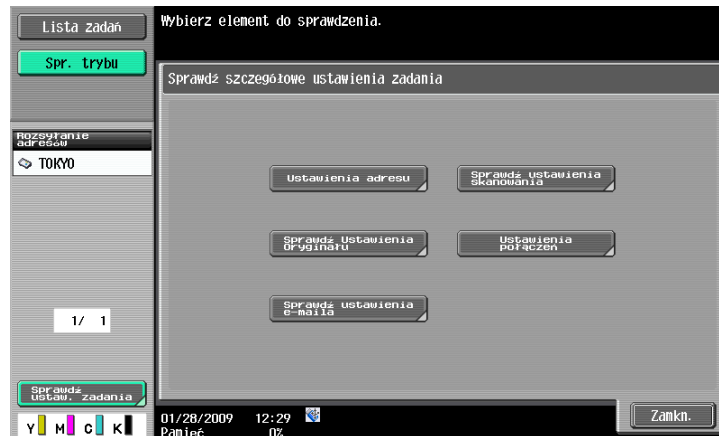 Lista zadań
Wybierz element do sprawdzenia.
Spr. trybu
Sprawdź szczegółowe ustawienia zadania
Rozsyłanie
adresów
TOKYO
Ustawienia adresu
Sprawdź ustawienia
skanowania
Sprawdź Ustawienia
Oryginału
Ustawienia
połączeń
Sprawdź ustawienia
e-maila
1/ 1
Sprawdź
ustaw. zadania
Zamkn.
Y M C K
01/28/2009 12:29
Pamięć 0%